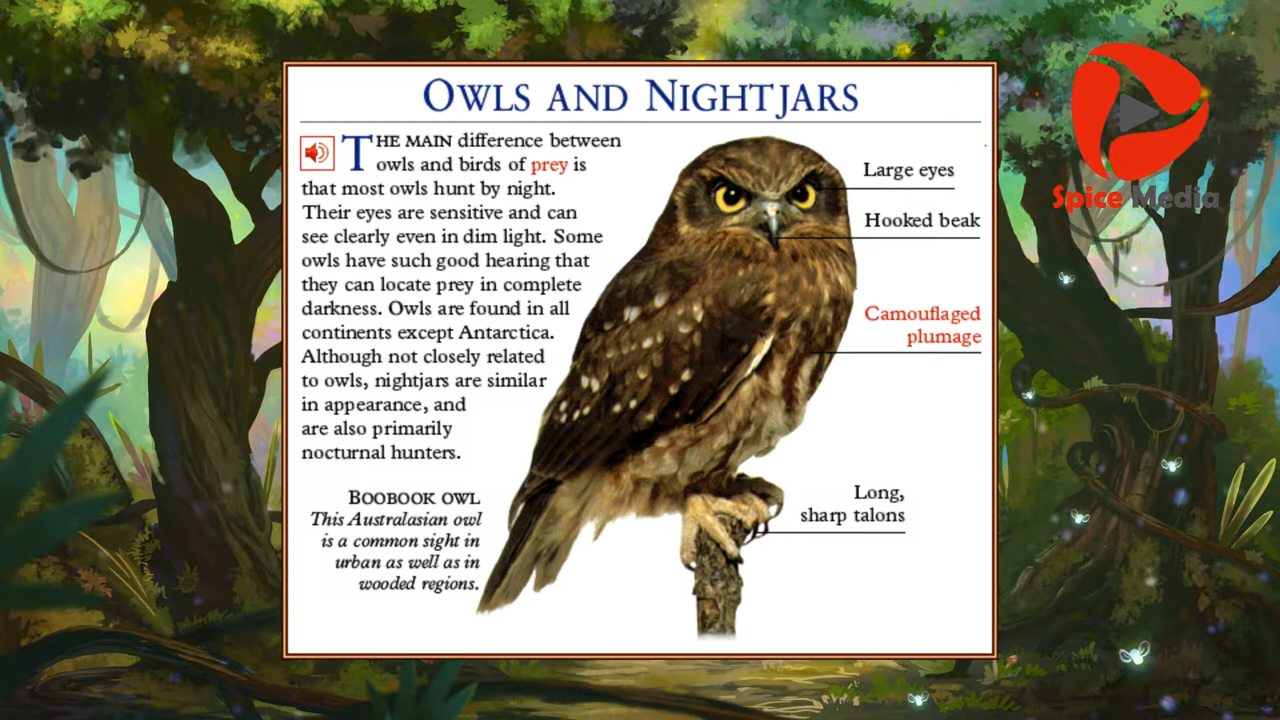 OWLS AND NIGHTJARS
THE MAIN difference between
owls and birds of prey is
that most owls hunt by night.
Their eyes are sensitive and can
see clearly even in dim light. Some
owls have such good hearing that
they can locate prey in complete
darkness. Owls are found in all
continents except Antarctica.
Although not closely related
to owls, nightjars are similar
in appearance, and
are also primarily
nocturnal hunters.
BOOBOOK OWL
This Australasian owl
is a common sight in
urban as well as in
wooded regions.
Large eyes
Hooked beak
Camouflaged
plumage
Long,
sharp talons
Spice Media